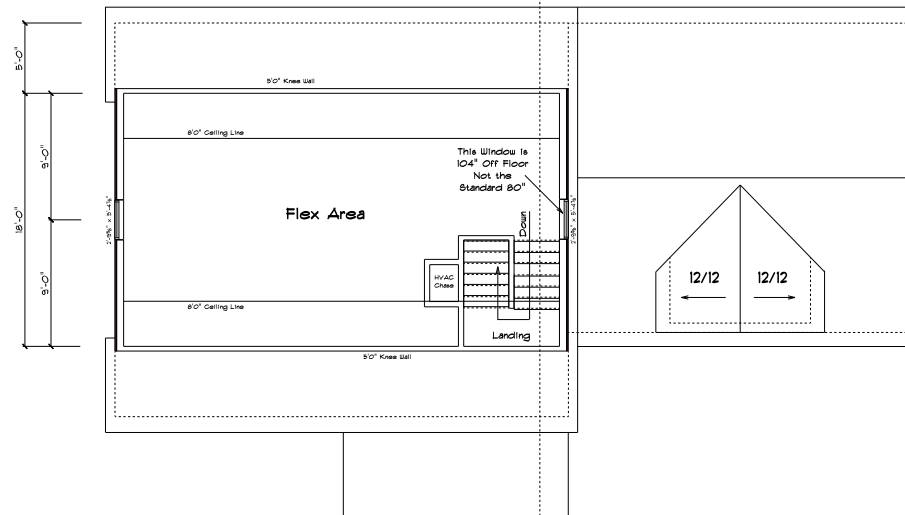 5'-0"
5'0" Knee Wall
8'0" Ceiling Line
This Window is
104" Off Floor
Not the
Standard 80"
9'-0"
18'-0"
Flex Area
Down
12/12
12/12
HVAC
Chase
9'-0"
8'0" Ceiling Line
Landing
5'0" Knee Wall